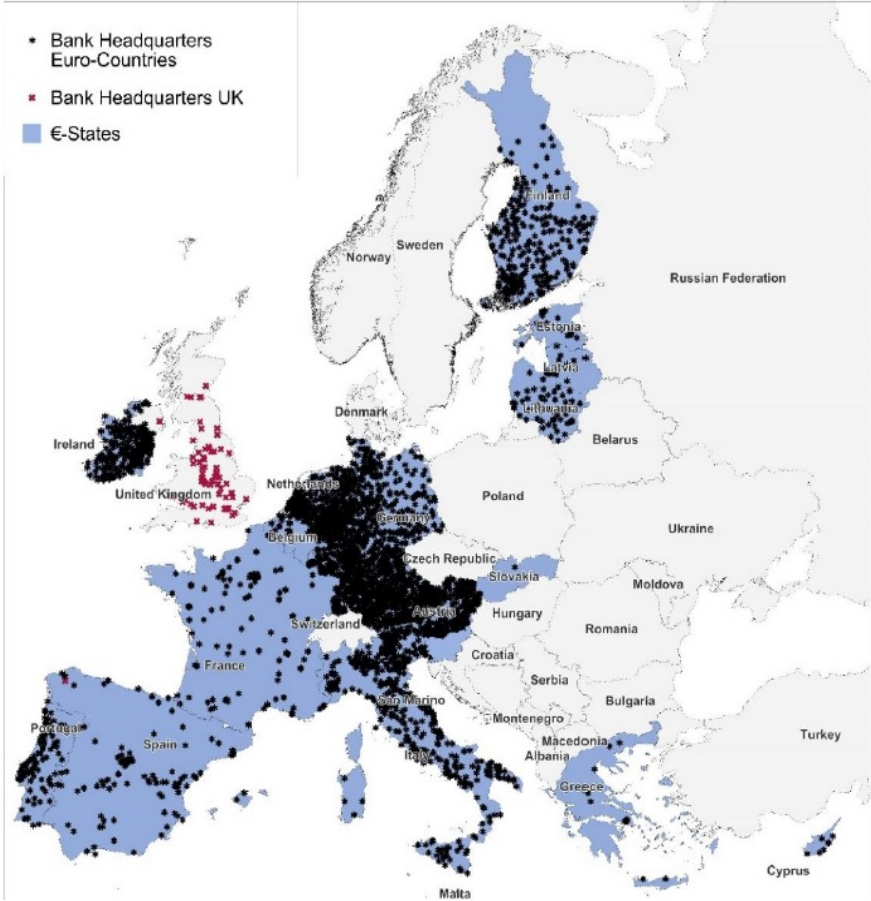 Bank Headquarters
Euro-Countries
Bank Headquarters UK
€-States
Finland
Sweden
Norway
Russian Federation
Estonia
Latvia
Lithuania
Denmark
Ireland
Belarus
United Kingdom
Netherlands
Poland
Germany
Belgium
Ukraine
Czech Republic
Slovakia
Moldova
Austria
Hungary
Switzerland
Romania
Croatia
France
Serbia
San Marino
Bulgaria
Montenegro
Portugal
Spain
Macedonia
Turkey
Italy
Albania
Greece
Cyprus
Malta